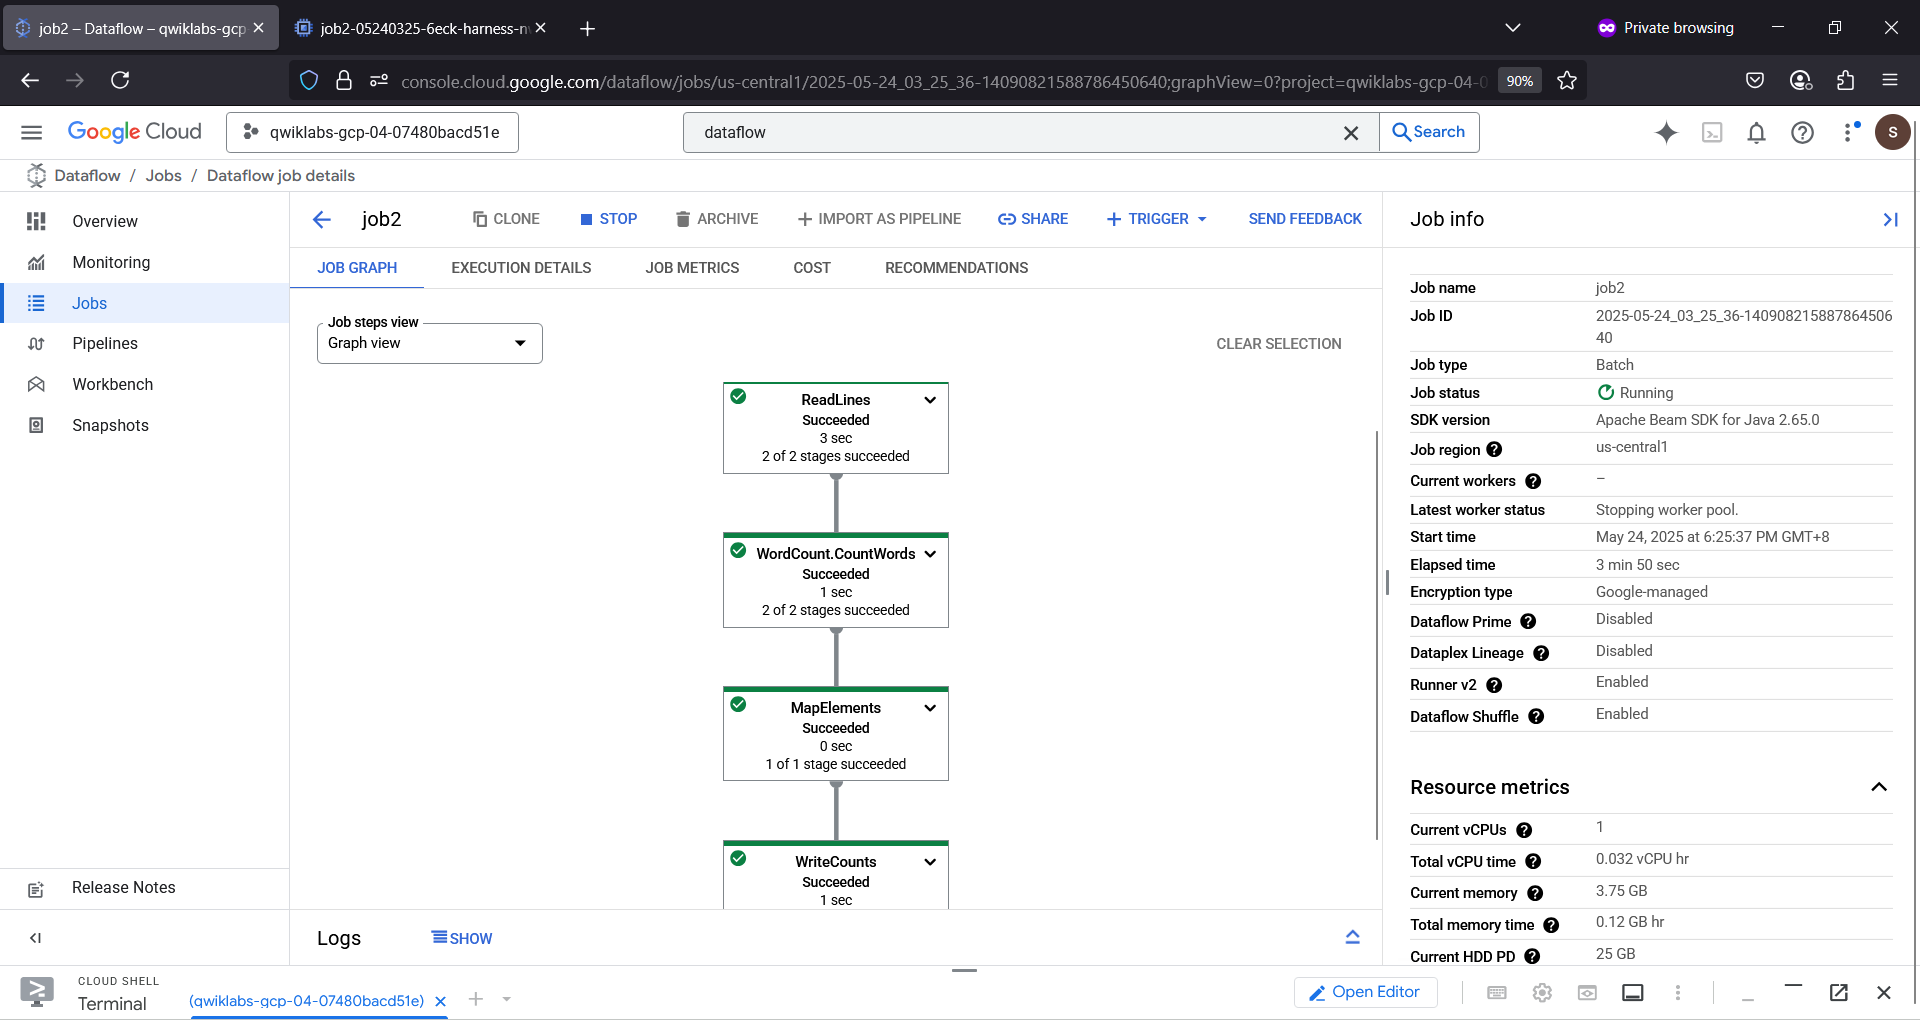 job2 – Dataflow – qwiklabs-gcp
job2-05240325-6eck-harness-n
Private browsing
console.cloud.google.com/dataflow/jobs/us-central1/2025-05-24_03_25_36-14090821588786450640;graphView=0?project=qwiklabs-gcp-04-0
90%
Google Cloud
qwiklabs-gcp-04-07480bacd51e
dataflow
Search
S
Dataflow / Jobs / Dataflow job details
Overview
Monitoring
Jobs
Pipelines
Workbench
Snapshots
Release Notes
job2
CLONE
STOP
ARCHIVE
IMPORT AS PIPELINE
SHARE
TRIGGER
SEND FEEDBACK
JOB GRAPH
EXECUTION DETAILS
JOB METRICS
COST
RECOMMENDATIONS
Job steps view
Graph view
CLEAR SELECTION
ReadLines
Succeeded
3 sec
2 of 2 stages succeeded
WordCount.CountWords
Succeeded
1 sec
2 of 2 stages succeeded
MapElements
Succeeded
0 sec
1 of 1 stage succeeded
WriteCounts
Succeeded
1 sec
Logs
SHOW
Job info
Job name job2
Job ID 2025-05-24_03_25_36-140908215887864506
40
Job type Batch
Job status Running
SDK version Apache Beam SDK for Java 2.65.0
Job region us-central1
Current workers –
Latest worker status Stopping worker pool.
Start time May 24, 2025 at 6:25:37 PM GMT+8
Elapsed time 3 min 50 sec
Encryption type Google-managed
Dataflow Prime Disabled
Dataplex Lineage Disabled
Runner v2 Enabled
Dataflow Shuffle Enabled
Resource metrics
Current vCPUs 1
Total vCPU time 0.032 vCPU hr
Current memory 3.75 GB
Total memory time 0.12 GB hr
Current HDD PD 25 GB
CLOUD SHELL
Terminal
(qwiklabs-gcp-04-07480bacd51e)
Open Editor